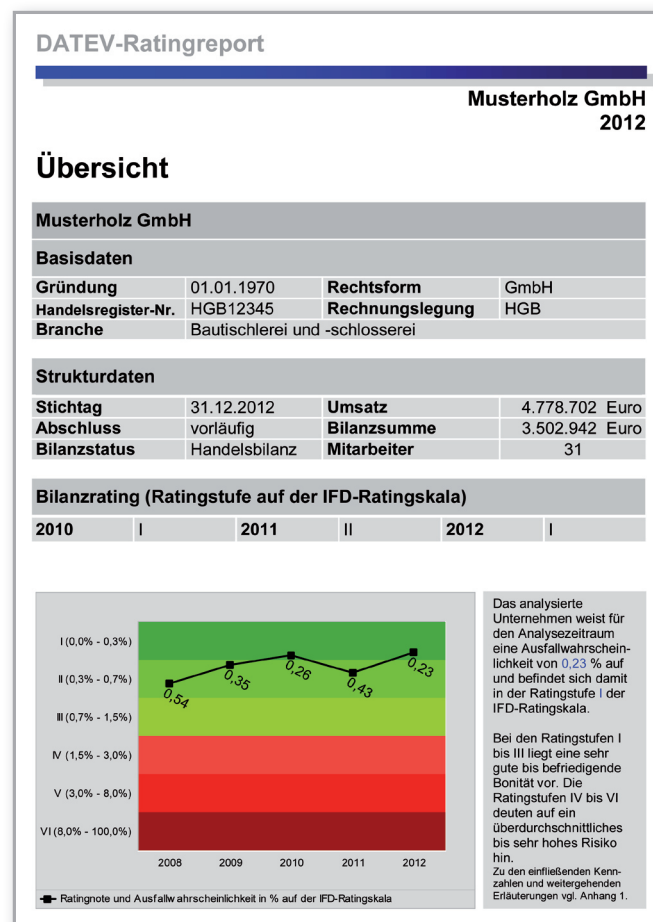 DATEV-Ratingreport
Musterholz GmbH
2012
Übersicht
Musterholz GmbH
Basisdaten
Gründung 01.01.1970 Rechtsform GmbH
Handelsregister-Nr. HGB12345 Rechnungslegung HGB
Branche Bautischlerei und -schlosserei
Strukturdaten
Stichtag 31.12.2012 Umsatz 4.778.702 Euro
Abschluss vorläufig Bilanzsumme 3.502.942 Euro
Bilanzstatus Handelsbilanz Mitarbeiter 31
Bilanzrating (Ratingstufe auf der IFD-Ratingskala)
2010 I 2011 II 2012 I
I (0,0% - 0,3%)
II (0,3% - 0,7%)
III (0,7% - 1,5%)
IV (1,5% - 3,0%)
V (3,0% - 8,0%)
VI (8,0% - 100,0%)
0,54 0,35 0,26 0,43 0,23
2008 2009 2010 2011 2012
Ratingnote und Ausfallwahrscheinlichkeit in % auf der IFD-Ratingskala
Das analysierte
Unternehmen weist für
den Analysezeitraum
eine Ausfallwahrschein-
lichkeit von 0,23 % auf
und befindet sich damit
in der Ratingstufe I der
IFD-Ratingskala.
Bei den Ratingstufen I
bis III liegt eine sehr
gute bis befriedigende
Bonität vor. Die
Ratingstufen IV bis VI
deuten auf ein
überdurchschnittliches
bis sehr hohes Risiko
hin.
Zu den einfließenden Kenn-
zahlen und weitergehenden
Erläuterungen vgl. Anhang 1.